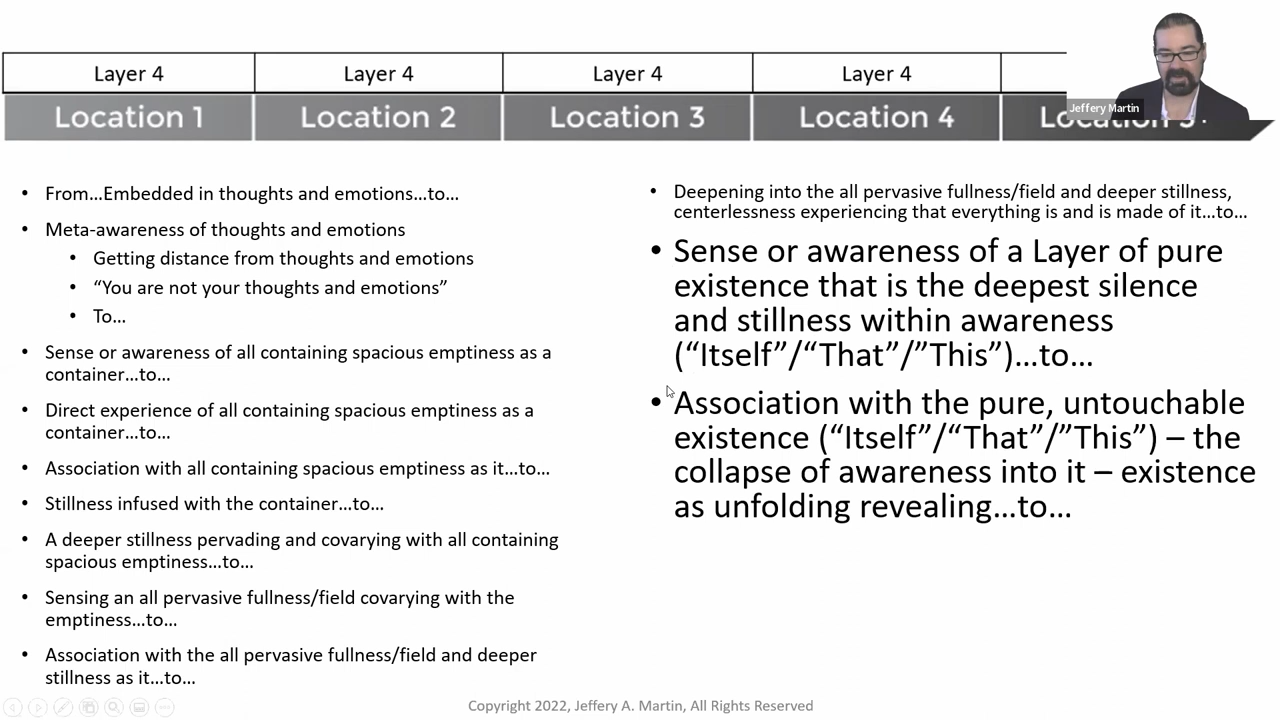 Layer 4
Layer 4
Layer 4
Layer 4
Jeffery Martin
Location 1
Location 2
Location 3
Location 4
• From…Embedded in thoughts and emotions…to…
• Meta-awareness of thoughts and emotions
• Getting distance from thoughts and emotions
• “You are not your thoughts and emotions”
• To…
• Sense or awareness of all containing spacious emptiness as a
container…to…
• Direct experience of all containing spacious emptiness as a
container…to…
• Association with all containing spacious emptiness as it…to…
• Stillness infused with the container…to…
• A deeper stillness pervading and covarying with all containing
spacious emptiness…to…
• Sensing an all pervasive fullness/field covarying with the
emptiness…to…
• Association with the all pervasive fullness/field and deeper
stillness as it…to…
• Deepening into the all pervasive fullness/field and deeper stillness,
centerlessness experiencing that everything is and is made of it…to…
• Sense or awareness of a Layer of pure
existence that is the deepest silence
and stillness within awareness
(“Itself”/“That”/”This”)…to…
• Association with the pure, untouchable
existence (“Itself”/“That”/”This”) – the
collapse of awareness into it – existence
as unfolding revealing…to…
Copyright 2022, Jeffery A. Martin, All Rights Reserved